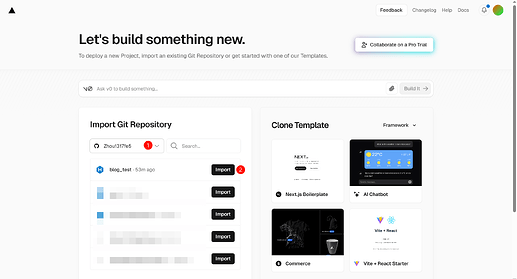 Feedback
Changelog
Help
Docs
Let's build something new.
To deploy a new Project, import an existing Git Repository or get started with one of our Templates.
Collaborate on a Pro Trial
v0
Ask v0 to build something...
Build it
Import Git Repository
1
Search...
blog_test · 53m ago
Import
2
Import
Import
Import
Import
Clone Template
Framework
Next.js Boilerplate
22°C
AI Chatbot
Commerce
Vite + React
Vite + React Starter